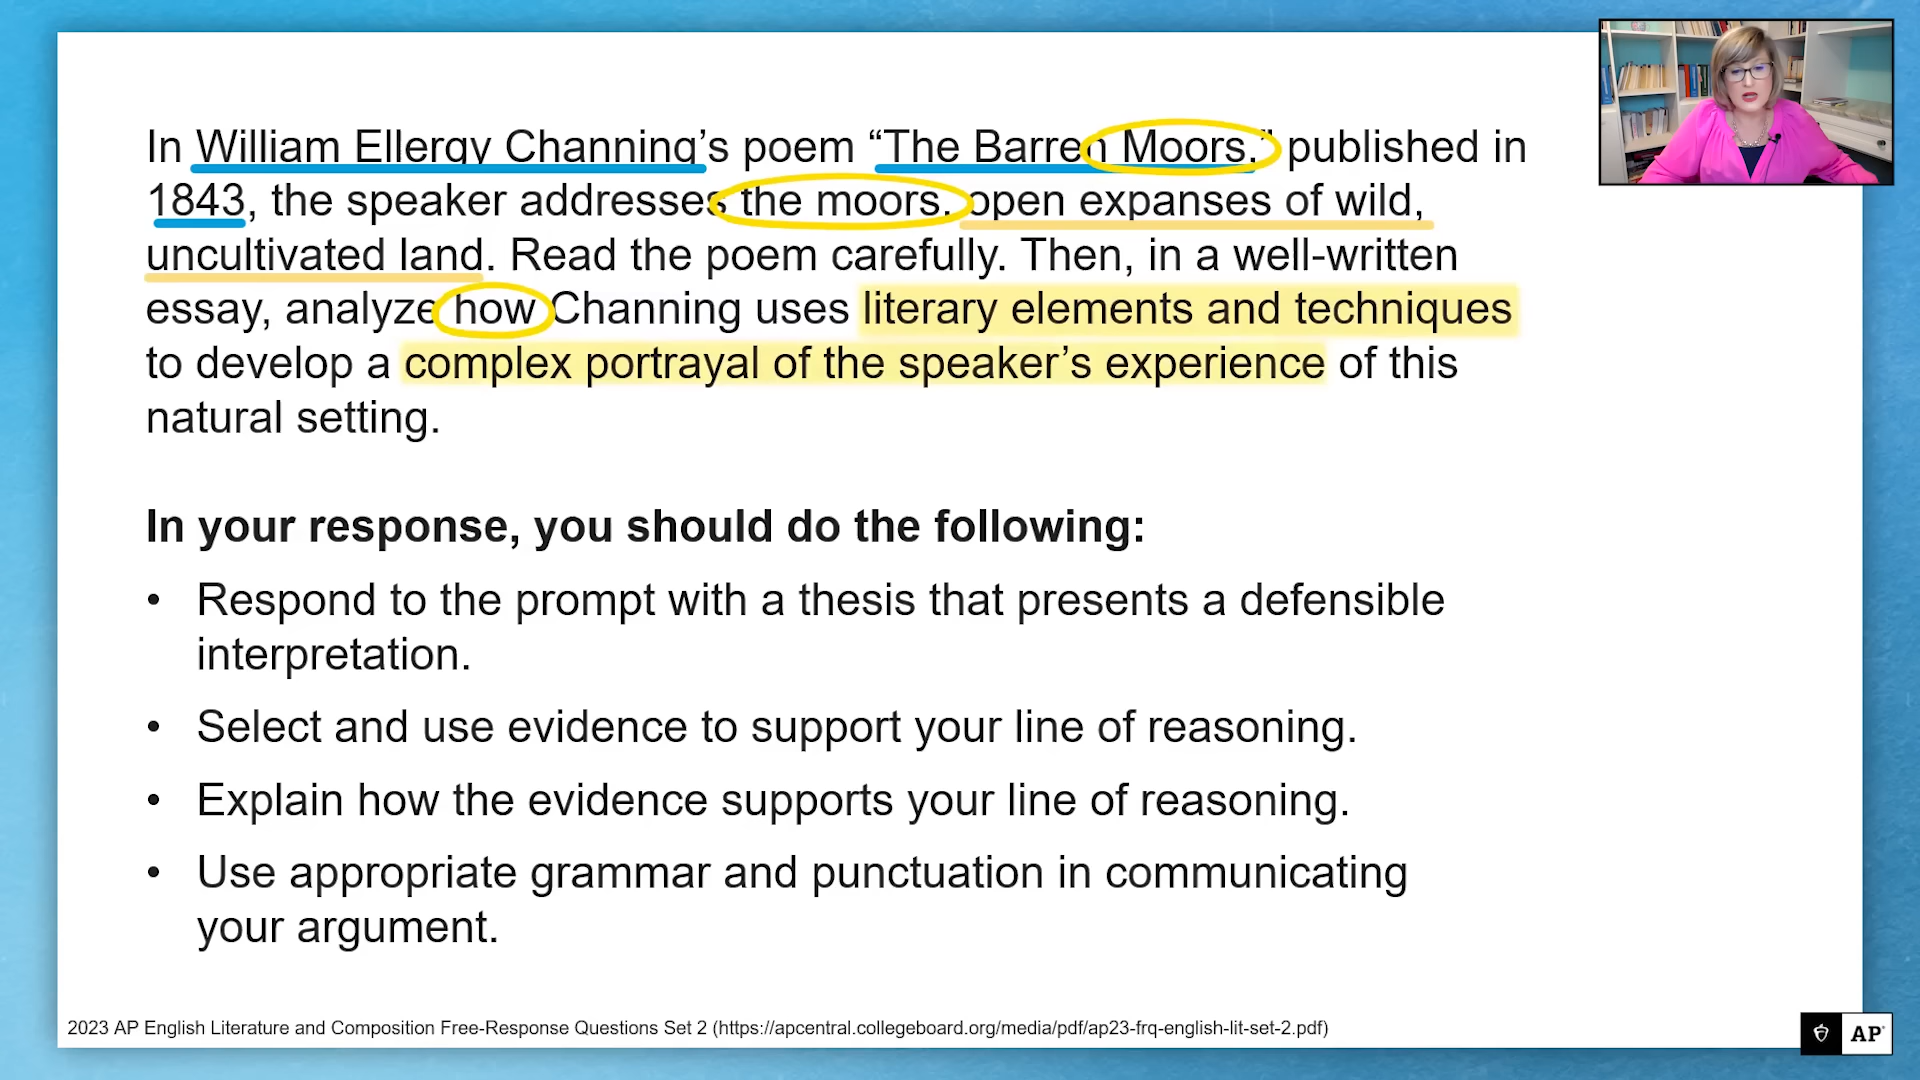 In William Ellergy Channing’s poem “The Barren Moors,” published in
1843, the speaker addresses the moors, open expanses of wild,
uncultivated land. Read the poem carefully. Then, in a well-written
essay, analyze how Channing uses literary elements and techniques
to develop a complex portrayal of the speaker’s experience of this
natural setting.
In your response, you should do the following:
• Respond to the prompt with a thesis that presents a defensible
interpretation.
• Select and use evidence to support your line of reasoning.
• Explain how the evidence supports your line of reasoning.
• Use appropriate grammar and punctuation in communicating
your argument.
2023 AP English Literature and Composition Free-Response Questions Set 2 (https://apcentral.collegeboard.org/media/pdf/ap23-frq-english-lit-set-2.pdf)
AP